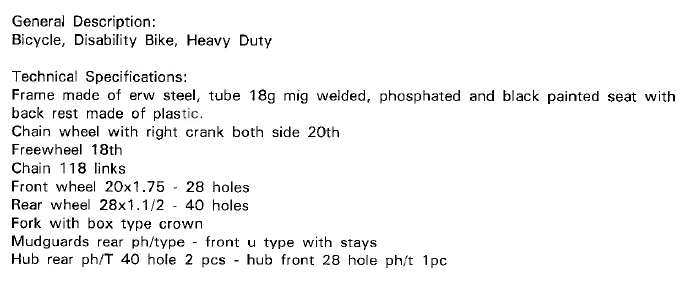 General Description:
Bicycle, Disability Bike, Heavy Duty
Technical Specifications:
Frame made of erw steel, tube 18g mig welded, phosphated and black painted seat with
back rest made of plastic.
Chain wheel with right crank both side 20th
Freewheel 18th
Chain 118 links
Front wheel 20x1.75 - 28 holes
Rear wheel 28x1.1/2 - 40 holes
Fork with box type crown
Mudguards rear ph/type - front u type with stays
Hub rear ph/T 40 hole 2 pcs - hub front 28 hole ph/t 1pc